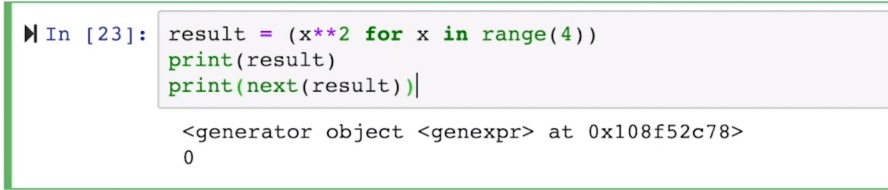 In [23]: result = (x**2 for x in range(4))
print(result)
print(next(result))
<generator object <genexpr> at 0x108f52c78>
0